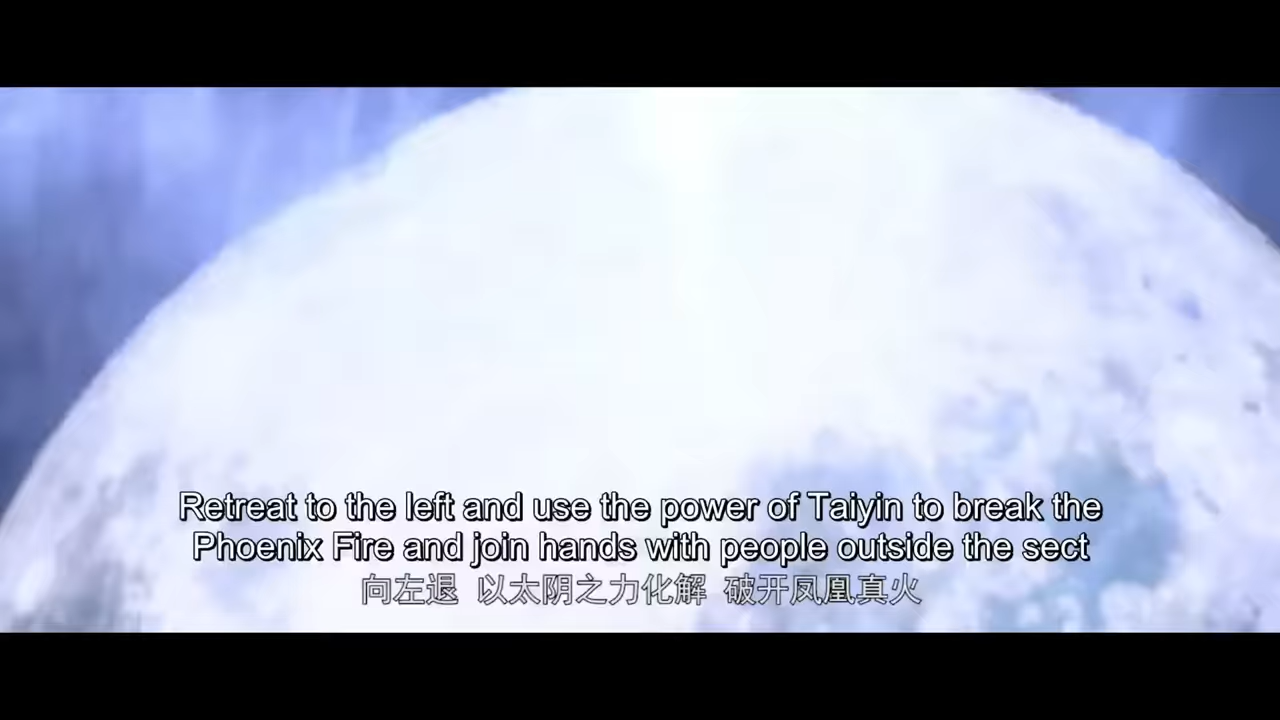 Retreat to the left and use the power of Taiyin to break the
Phoenix Fire and join hands with people outside the sect
向左退 以太阴之力化解 破开凤凰真火